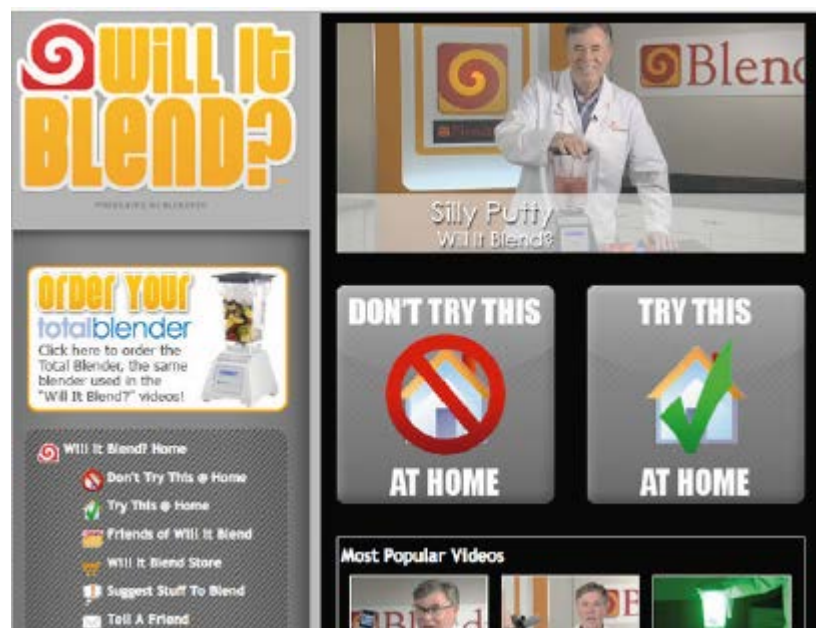 WiLL It
BLenD?
Order Your
totalblender
Click here to order the
Total Blender, the same
blender used in the
"Will It Blend?" videos!
Will It Blend? Home
Don't Try This @ Home
Try This @ Home
Friends of Will It Blend
Will It Blend Store
Suggest Stuff To Blend
Tell A Friend
Blend
Silly Putty
Will It Blend?
DON'T TRY THIS
AT HOME
TRY THIS
AT HOME
Most Popular Videos
Blend
B